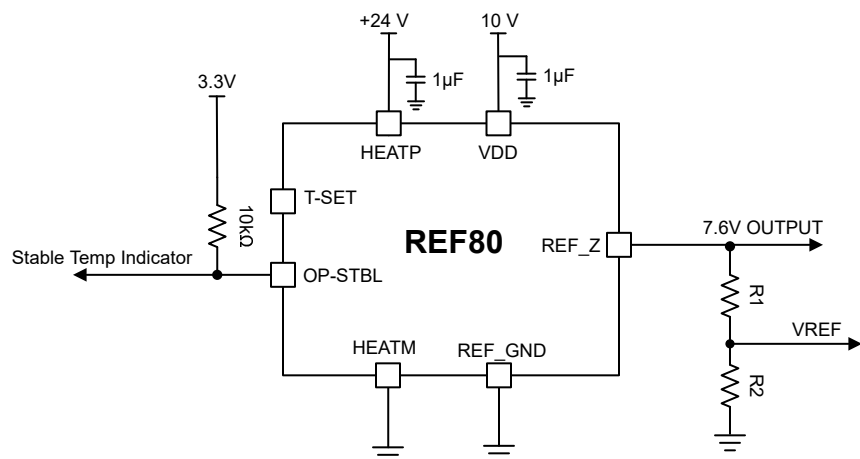 +24 V
10 V
1µF
1µF
3.3V
HEATP
VDD
T-SET
10kΩ
REF80
7.6V OUTPUT
REF_Z
Stable Temp Indicator
OP-STBL
R1
HEATM
REF_GND
VREF
R2